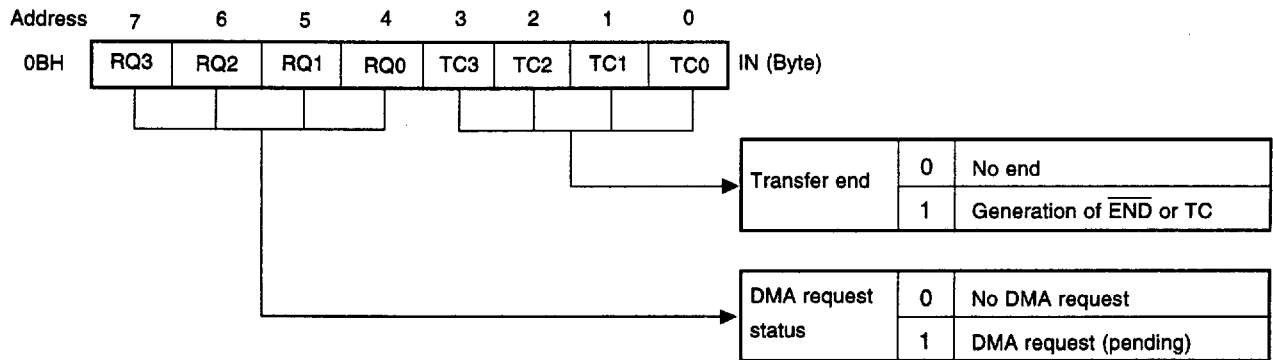 Address 7 6 5 4 3 2 1 0
0BH RQ3 RQ2 RQ1 RQ0 TC3 TC2 TC1 TC0 IN (Byte)
Transfer end 0 No end
1 Generation of END or TC
DMA request status 0 No DMA request
1 DMA request (pending)